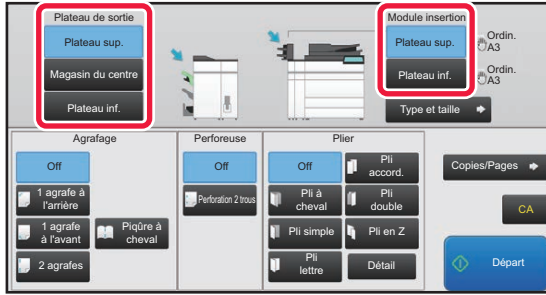 Plateau de sortie
Plateau sup.
Magasin du centre
Plateau inf.
Module insertion
Plateau sup.
Ordin.
A3
Plateau inf.
Ordin.
A3
Type et taille
Agrafage
Off
1 agrafe à
l'arrière
1 agrafe
à l'avant
Piqûre à
cheval
2 agrafes
Perforeuse
Off
Perforation 2 trous
Plier
Off
Pli
accord.
Pli à
cheval
Pli
double
Pli simple
Pli en Z
Pli
lettre
Détail
Copies/Pages
CA
Départ